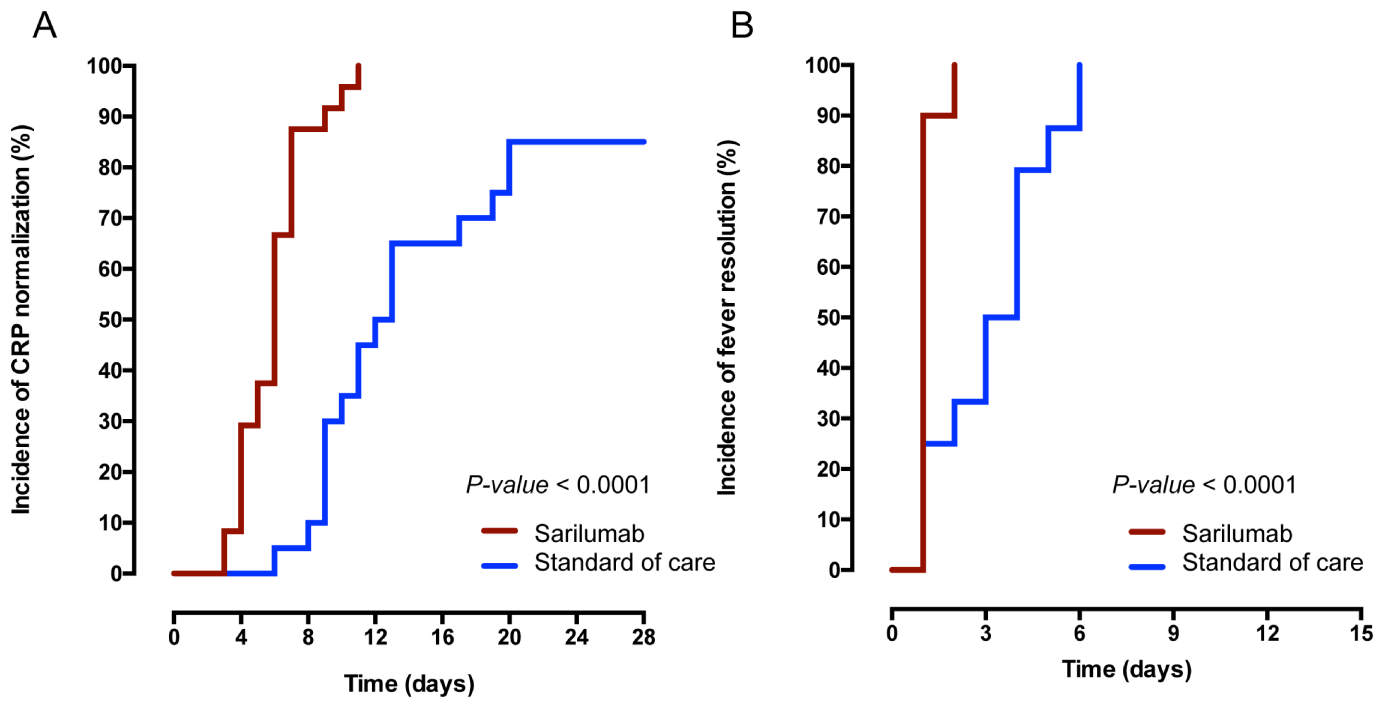 A
Incidence of CRP normalization (%)
100
90
80
70
60
50
40
30
20
10
0
P-value < 0.0001
Sarilumab
Standard of care
0 4 8 12 16 20 24 28
Time (days)
B
Incidence of fever resolution (%)
100
90
80
70
60
50
40
30
20
10
0
P-value < 0.0001
Sarilumab
Standard of care
0 3 6 9 12 15
Time (days)